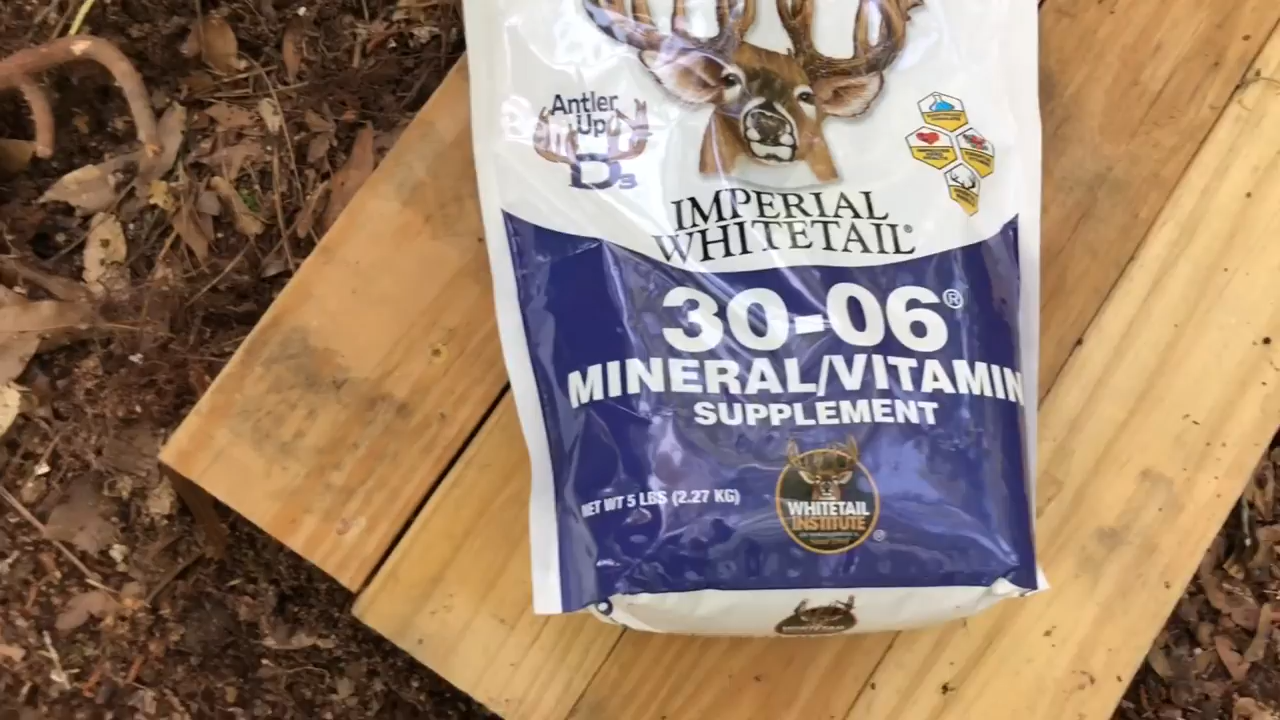 Antler
Up
D3
IMPERIAL
WHITETAIL®
30-06®
MINERAL/VITAMIN
SUPPLEMENT
NET WT 5 LBS (2.27 KG)
WHITETAIL
INSTITUTE
®
WHITETAIL